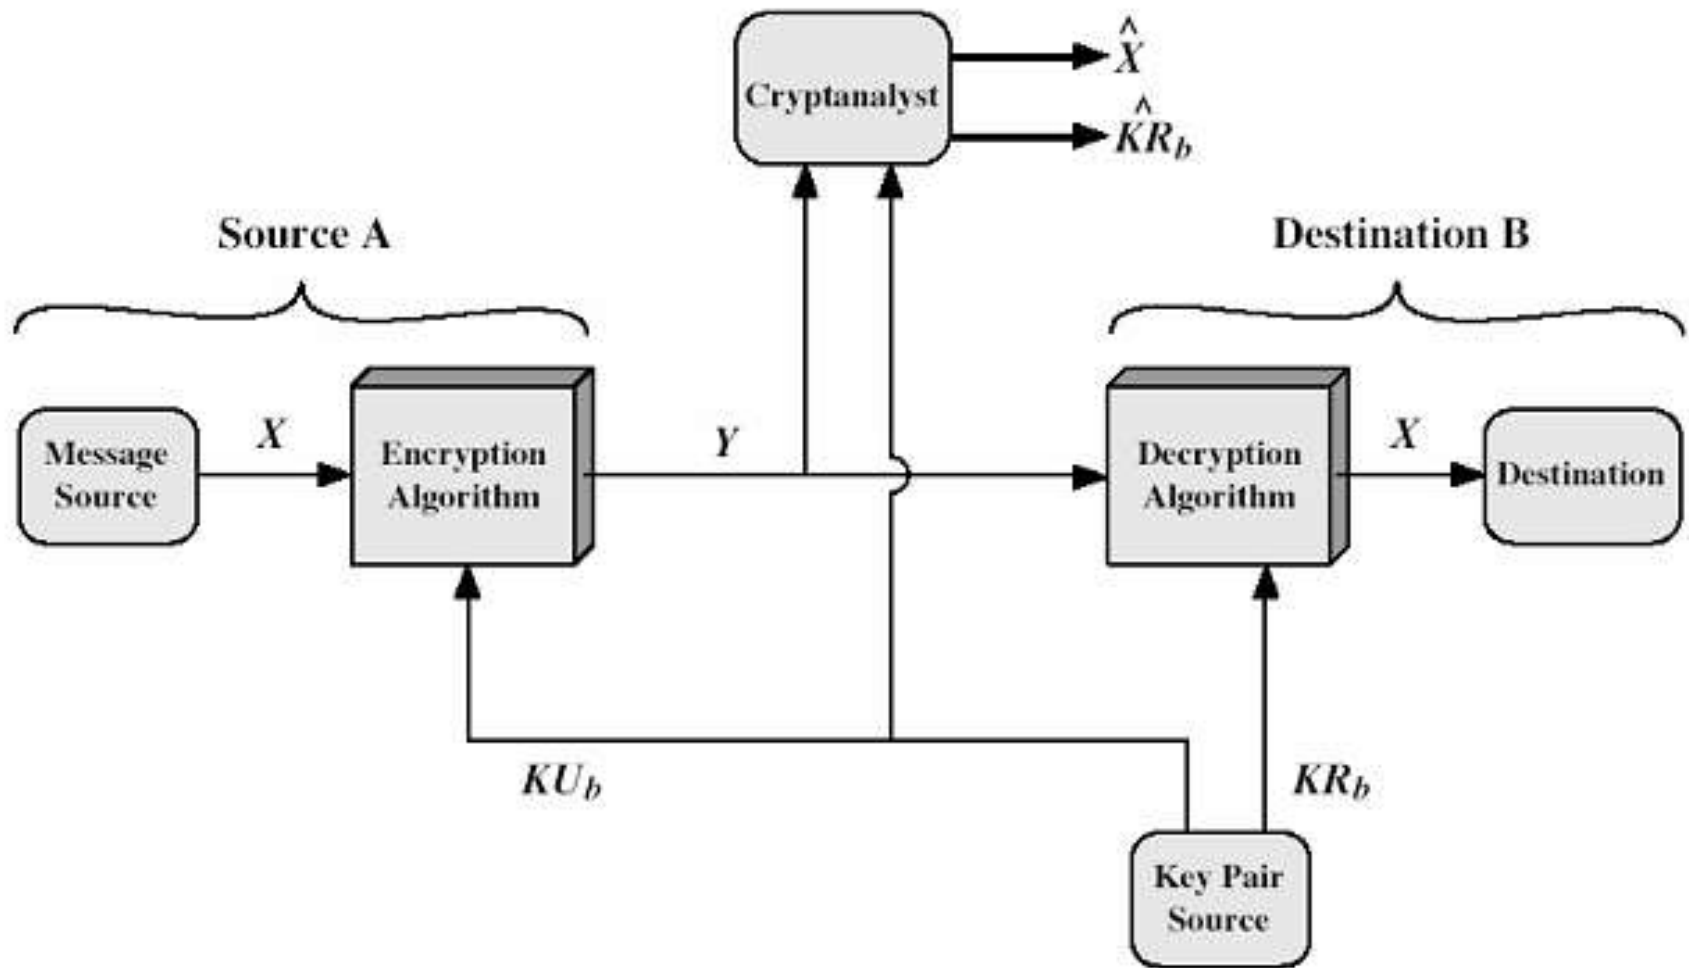 X̂
Cryptanalyst
K̂R_b
Source A
Destination B
Message
Source
X
Encryption
Algorithm
Y
Decryption
Algorithm
X
Destination
KU_b
KR_b
Key Pair
Source